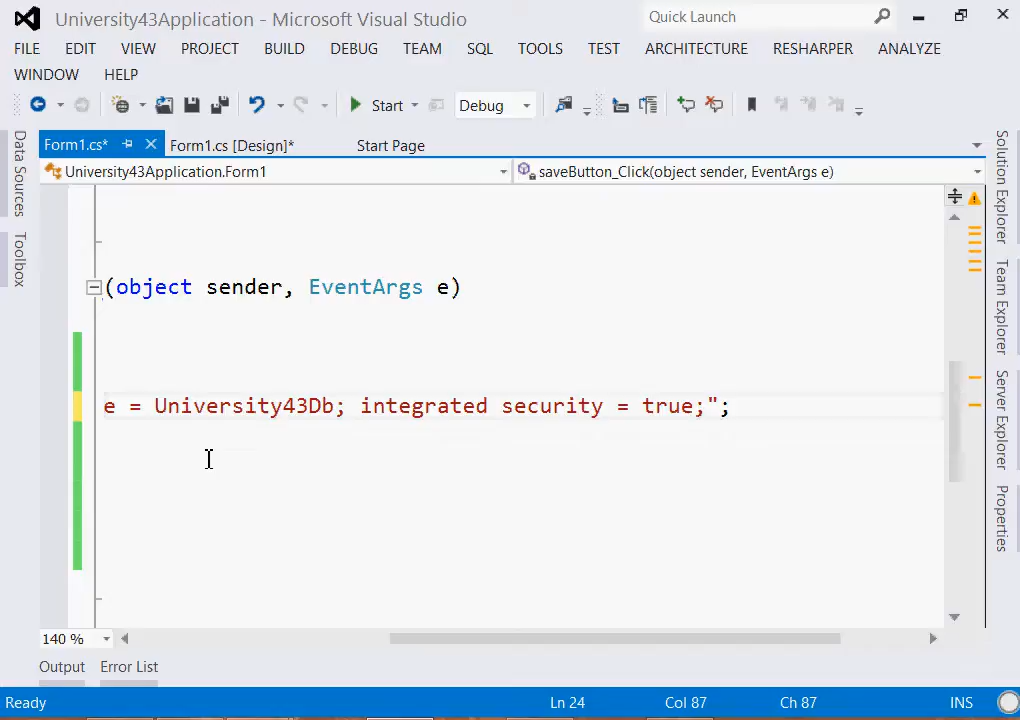 University43Application - Microsoft Visual Studio
Quick Launch
FILE EDIT VIEW PROJECT BUILD DEBUG TEAM SQL TOOLS TEST ARCHITECTURE RESHARPER ANALYZE
WINDOW HELP
Start Debug
Form1.cs* Form1.cs [Design]* Start Page
University43Application.Form1 saveButton_Click(object sender, EventArgs e)
(object sender, EventArgs e)
e = University43Db; integrated security = true;";
140 %
Output Error List
Ready Ln 24 Col 87 Ch 87 INS
Data Sources
Toolbox
Solution Explorer
Team Explorer
Server Explorer
Properties